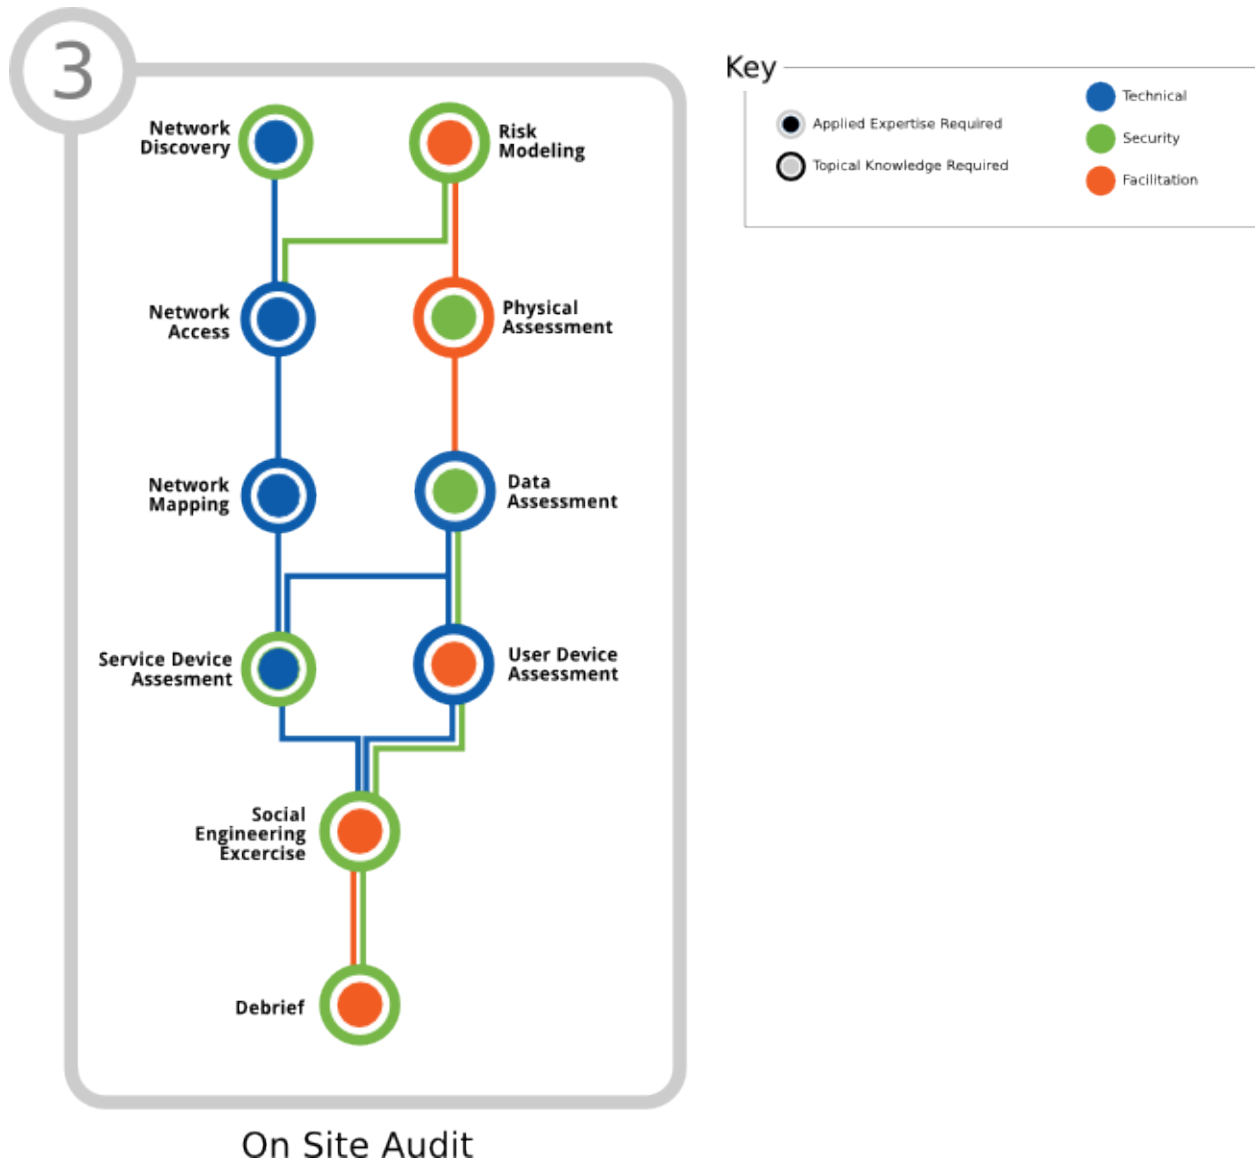 3
Network
Discovery
Risk
Modeling
Network
Access
Physical
Assessment
Network
Mapping
Data
Assessment
Service Device
Assesment
User Device
Assessment
Social
Engineering
Excercise
Debrief
On Site Audit
Key
Applied Expertise Required
Topical Knowledge Required
Technical
Security
Facilitation